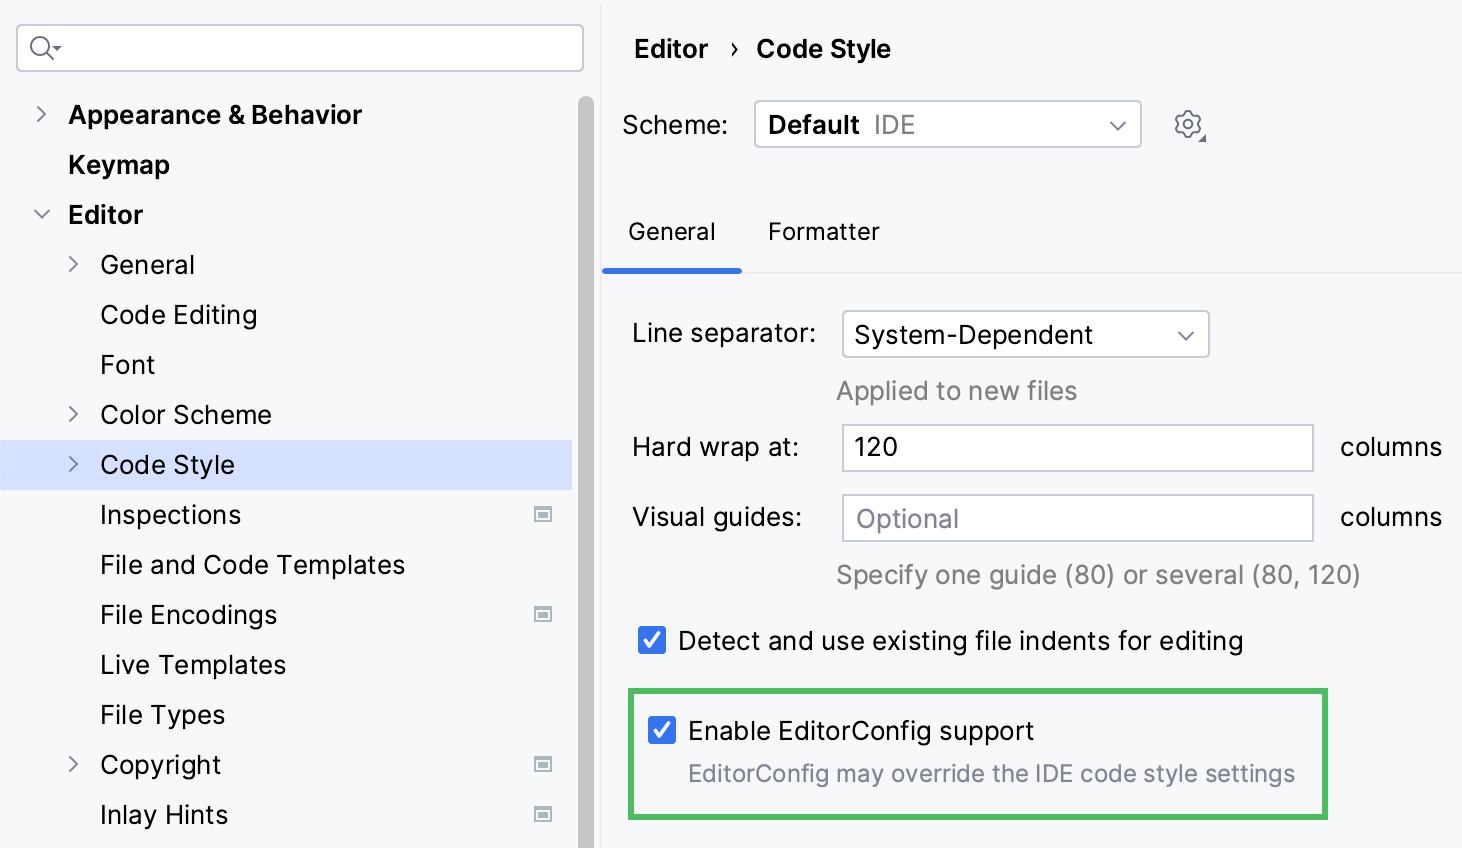 Appearance & Behavior
Keymap
Editor
General
Code Editing
Font
Color Scheme
Code Style
Inspections
File and Code Templates
File Encodings
Live Templates
File Types
Copyright
Inlay Hints
Editor › Code Style
Scheme: Default IDE
General Formatter
Line separator: System-Dependent
Applied to new files
Hard wrap at: 120 columns
Visual guides: Optional columns
Specify one guide (80) or several (80, 120)
Detect and use existing file indents for editing
Enable EditorConfig support
EditorConfig may override the IDE code style settings